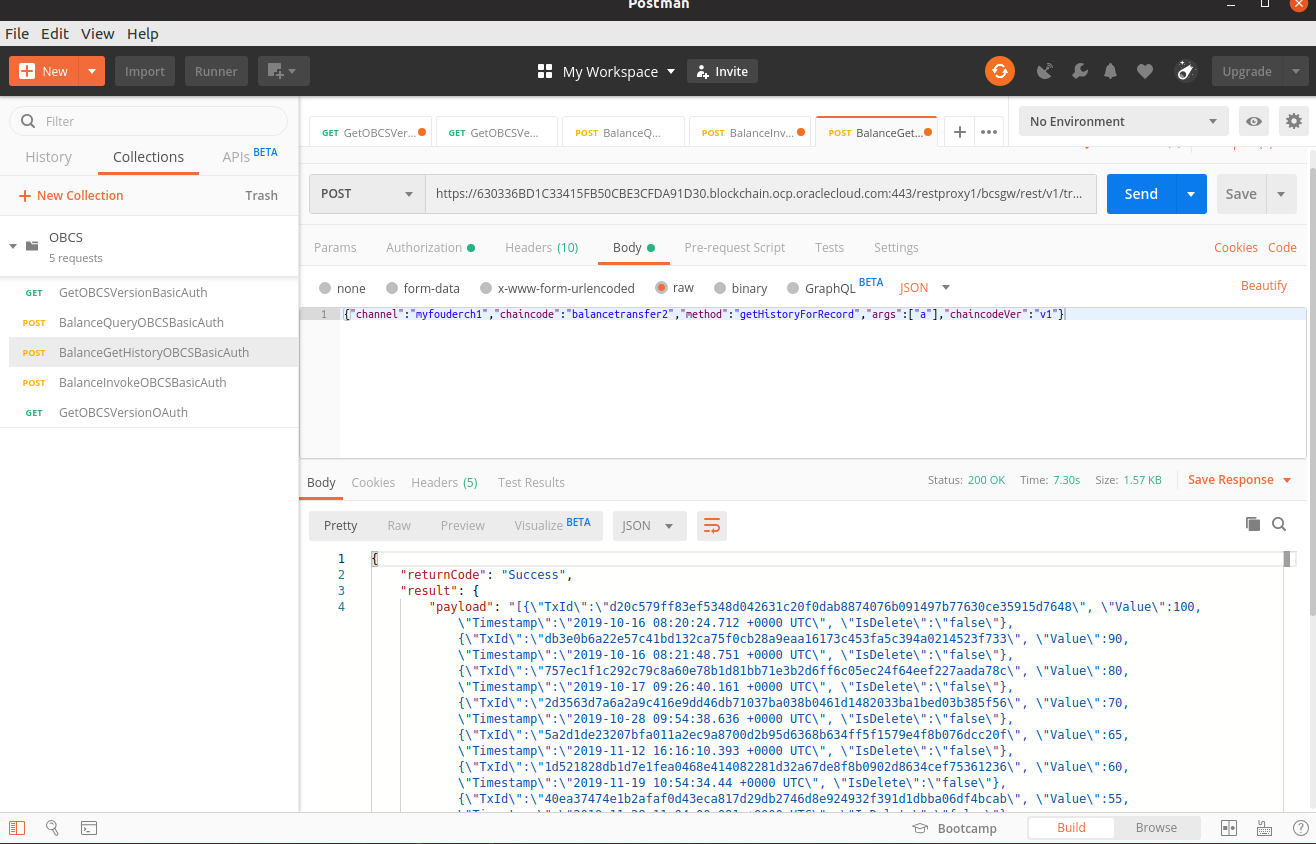 Postman
File Edit View Help
New Import Runner My Workspace Invite Upgrade
Filter
History Collections APIs BETA
New Collection Trash
OBCS
5 requests
GET GetOBCSVersionBasicAuth
POST BalanceQueryOBCSBasicAuth
POST BalanceGetHistoryOBCSBasicAuth
POST BalanceInvokeOBCSBasicAuth
GET GetOBCSVersionOAuth
GET GetOBCSVer... GET GetOBCSVe... POST BalanceQ... POST BalanceInv... POST BalanceGet... No Environment
POST https://630336BD1C33415FB50CBE3CFDA91D30.blockchain.ocp.oraclecloud.com:443/restproxy1/bcsgw/rest/v1/tr... Send Save
Params Authorization Headers (10) Body Pre-request Script Tests Settings Cookies Code
none form-data x-www-form-urlencoded raw binary GraphQL BETA JSON Beautify
1 {"channel":"myfouderch1","chaincode":"balancetransfer2","method":"getHistoryForRecord","args":["a"],"chaincodeVer":"v1"}
Body Cookies Headers (5) Test Results Status: 200 OK Time: 7.30s Size: 1.57 KB Save Response
Pretty Raw Preview Visualize BETA JSON
1 {
2 "returnCode": "Success",
3 "result": {
4 "payload": "[{\"TxId\":\"d20c579ff83ef5348d042631c20f0dab8874076b091497b77630ce35915d7648\", \"Value\":100,
\"Timestamp\":\"2019-10-16 08:20:24.712 +0000 UTC\", \"IsDelete\":\"false\"},
{\"TxId\":\"db3e0b6a22e57c41bd132ca75f0cb28a9eaa16173c453fa5c394a0214523f733\", \"Value\":90,
\"Timestamp\":\"2019-10-16 08:21:48.751 +0000 UTC\", \"IsDelete\":\"false\"},
{\"TxId\":\"757ec1f1c292c79c8a60e78b1d81bb71e3b2d6ff6c05ec24f64eef227aada78c\", \"Value\":80,
\"Timestamp\":\"2019-10-17 09:26:40.161 +0000 UTC\", \"IsDelete\":\"false\"},
{\"TxId\":\"2d3563d7a6a2a9c416e9dd46db71037ba038b0461d1482033ba1bed03b385f56\", \"Value\":70,
\"Timestamp\":\"2019-10-28 09:54:38.636 +0000 UTC\", \"IsDelete\":\"false\"},
{\"TxId\":\"5a2d1de23207bfa011a2ec9a8700d2b95d6368b634ff5f1579e4f8b076dcc20f\", \"Value\":65,
\"Timestamp\":\"2019-11-12 16:16:10.393 +0000 UTC\", \"IsDelete\":\"false\"},
{\"TxId\":\"1d521828db1d7e1fea0468e414082281d32a67de8f8b0902d8634cef75361236\", \"Value\":60,
\"Timestamp\":\"2019-11-19 10:54:34.44 +0000 UTC\", \"IsDelete\":\"false\"},
{\"TxId\":\"40ea37474e1b2afaf0d43eca817d29db2746d8e924932f391d1dbba06df4bcab\", \"Value\":55,
Bootcamp Build Browse